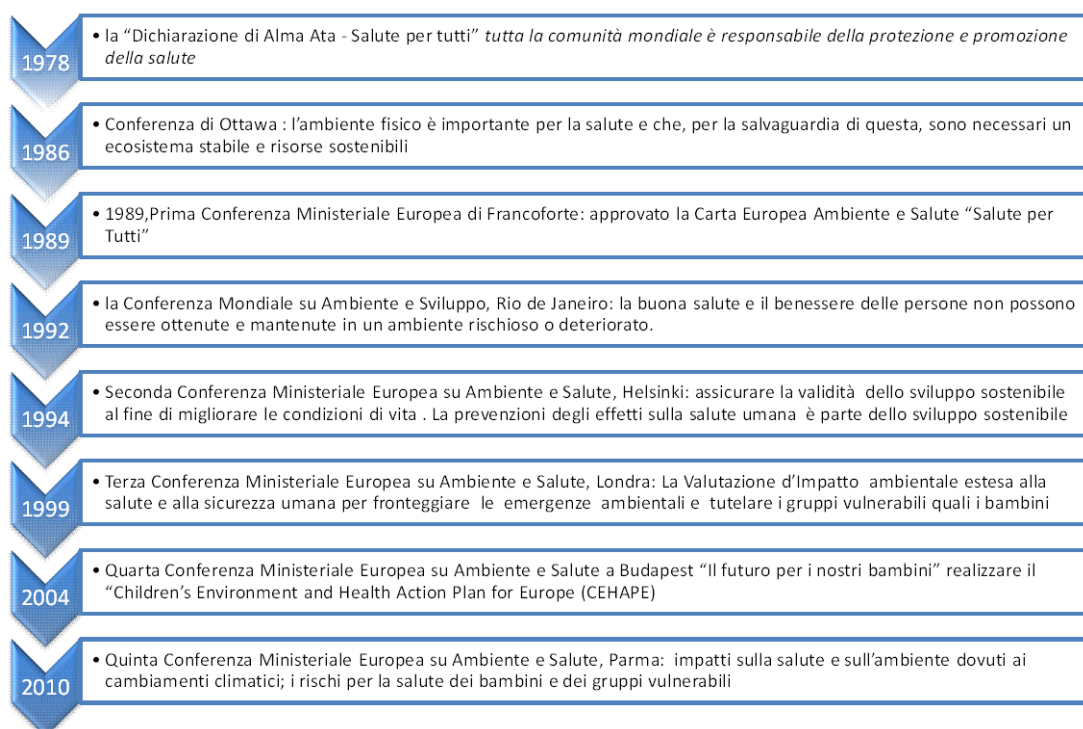 1978
• la “Dichiarazione di Alma Ata - Salute per tutti” tutta la comunità mondiale è responsabile della protezione e promozione
della salute
1986
• Conferenza di Ottawa : l’ambiente fisico è importante per la salute e che, per la salvaguardia di questa, sono necessari un
ecosistema stabile e risorse sostenibili
1989
• 1989,Prima Conferenza Ministeriale Europea di Francoforte: approvato la Carta Europea Ambiente e Salute “Salute per
Tutti”
1992
• la Conferenza Mondiale su Ambiente e Sviluppo, Rio de Janeiro: la buona salute e il benessere delle persone non possono
essere ottenute e mantenute in un ambiente rischioso o deteriorato.
1994
• Seconda Conferenza Ministeriale Europea su Ambiente e Salute, Helsinki: assicurare la validità dello sviluppo sostenibile
al fine di migliorare le condizioni di vita . La prevenzioni degli effetti sulla salute umana è parte dello sviluppo sostenibile
1999
• Terza Conferenza Ministeriale Europea su Ambiente e Salute, Londra: La Valutazione d’Impatto ambientale estesa alla
salute e alla sicurezza umana per fronteggiare le emergenze ambientali e tutelare i gruppi vulnerabili quali i bambini
2004
• Quarta Conferenza Ministeriale Europea su Ambiente e Salute a Budapest “Il futuro per i nostri bambini” realizzare il
“Children’s Environment and Health Action Plan for Europe (CEHAPE)
2010
• Quinta Conferenza Ministeriale Europea su Ambiente e Salute, Parma: impatti sulla salute e sull’ambiente dovuti ai
cambiamenti climatici; i rischi per la salute dei bambini e dei gruppi vulnerabili